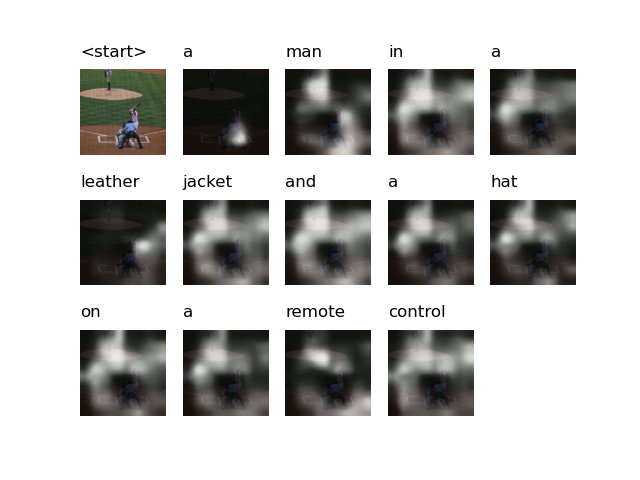 <start> a man in a
leather jacket and a hat
on a remote control